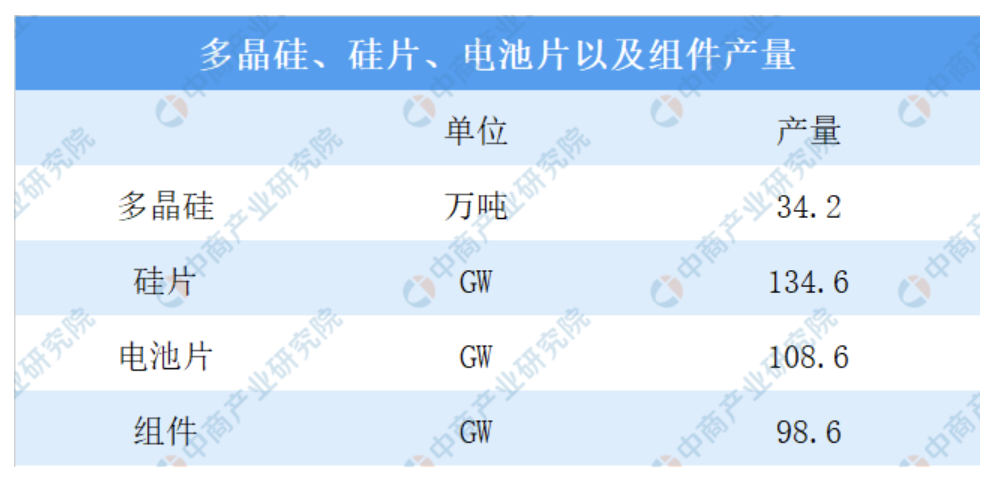 多晶硅、硅片、电池片以及组件产量
单位 产量
多晶硅 万吨 34.2
硅片 GW 134.6
电池片 GW 108.6
组件 GW 98.6
中商产业研究院